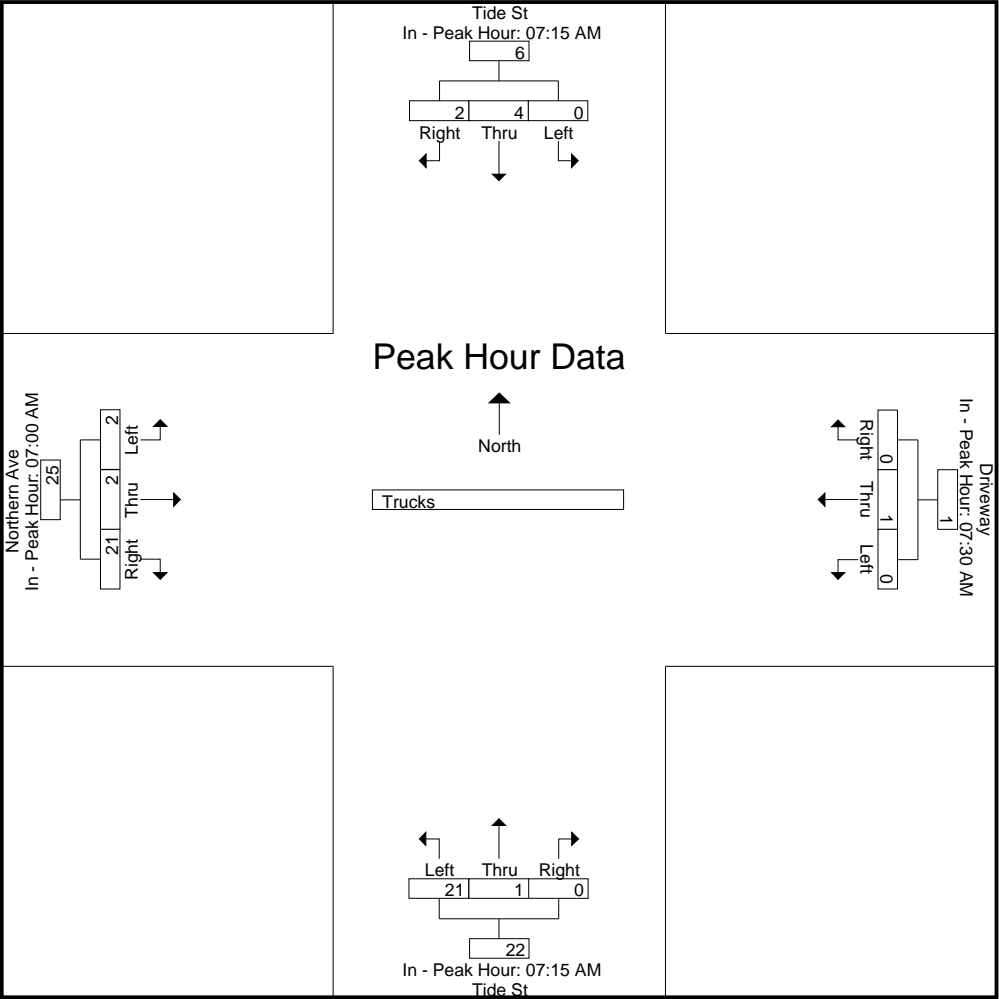 Tide St
In - Peak Hour: 07:15 AM
6
2 4 0
Right Thru Left
Peak Hour Data
North
Trucks
Northern Ave
In - Peak Hour: 07:00 AM
25
21 2 2
Right Thru Left
Driveway
In - Peak Hour: 07:30 AM
1
0 1 0
Right Thru Left
Left Thru Right
21 1 0
22
In - Peak Hour: 07:15 AM
Tide St